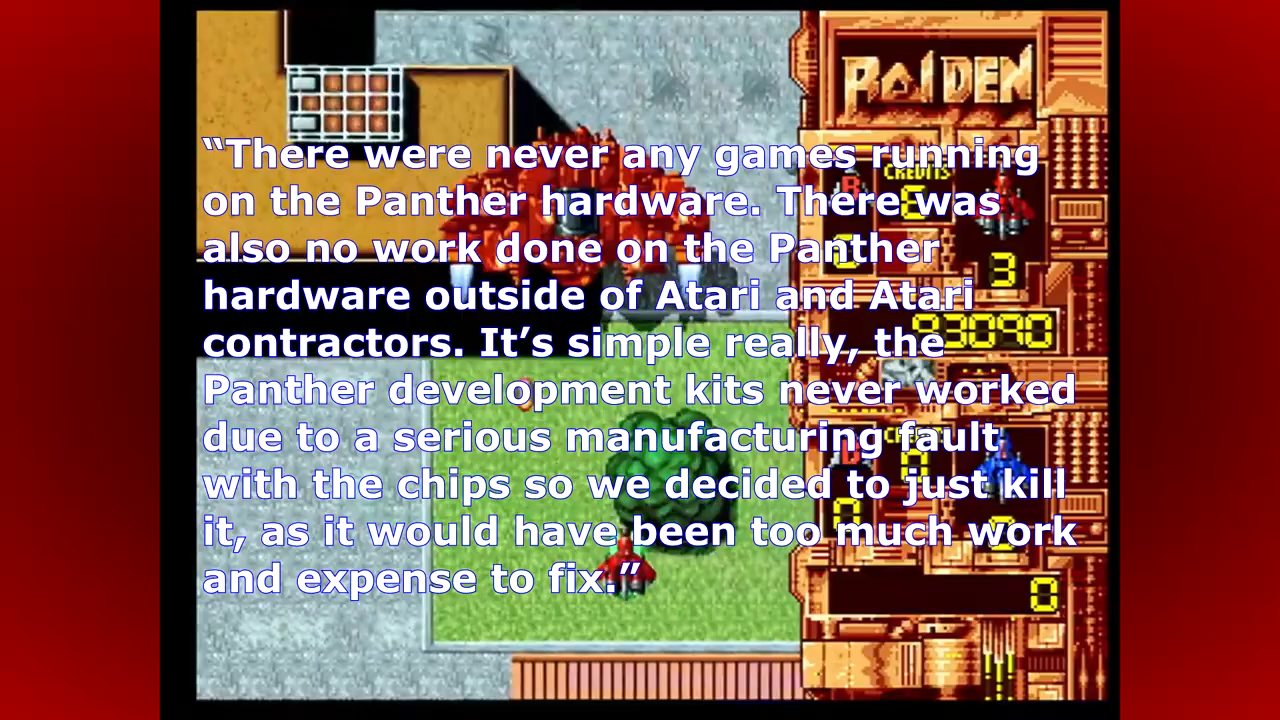 RAIDEN
“There were never any games running
on the Panther hardware. There was
also no work done on the Panther
hardware outside of Atari and Atari
contractors. It’s simple really, the
Panther development kits never worked
due to a serious manufacturing fault
with the chips so we decided to just kill
it, as it would have been too much work
and expense to fix.”
CREDITS
3
93090
0